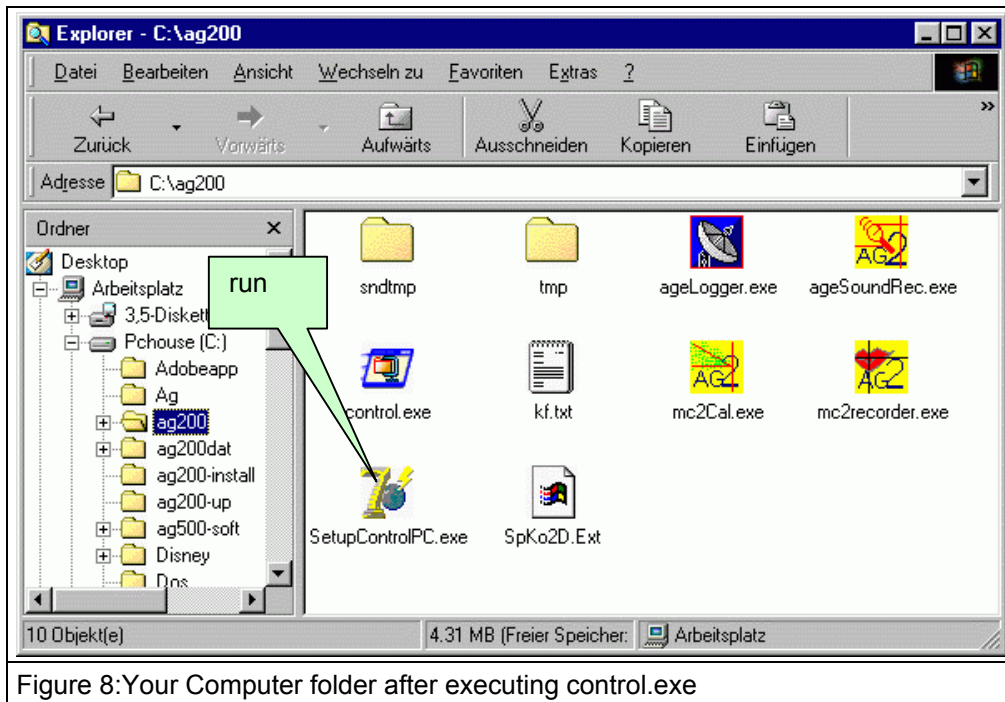 Explorer - C:\ag200
Datei Bearbeiten Ansicht Wechseln zu Favoriten Extras ?
Zurück Vorwärts Aufwärts Ausschneiden Kopieren Einfügen »
Adresse C:\ag200
Ordner
Desktop
Arbeitsplatz
3,5-Diskett
Pchouse (C:)
Adobeapp
Ag
ag200
ag200dat
ag200-install
ag200-up
ag500-soft
Disney
Dos
run
sndtmp tmp ageLogger.exe ageSoundRec.exe
AG2
control.exe kf.txt mc2Cal.exe mc2recorder.exe
AG2 AG2
SetupControlPC.exe SpKo2D.Ext
10 Objekt(e) 4.31 MB (Freier Speicher: Arbeitsplatz
Figure 8:Your Computer folder after executing control.exe